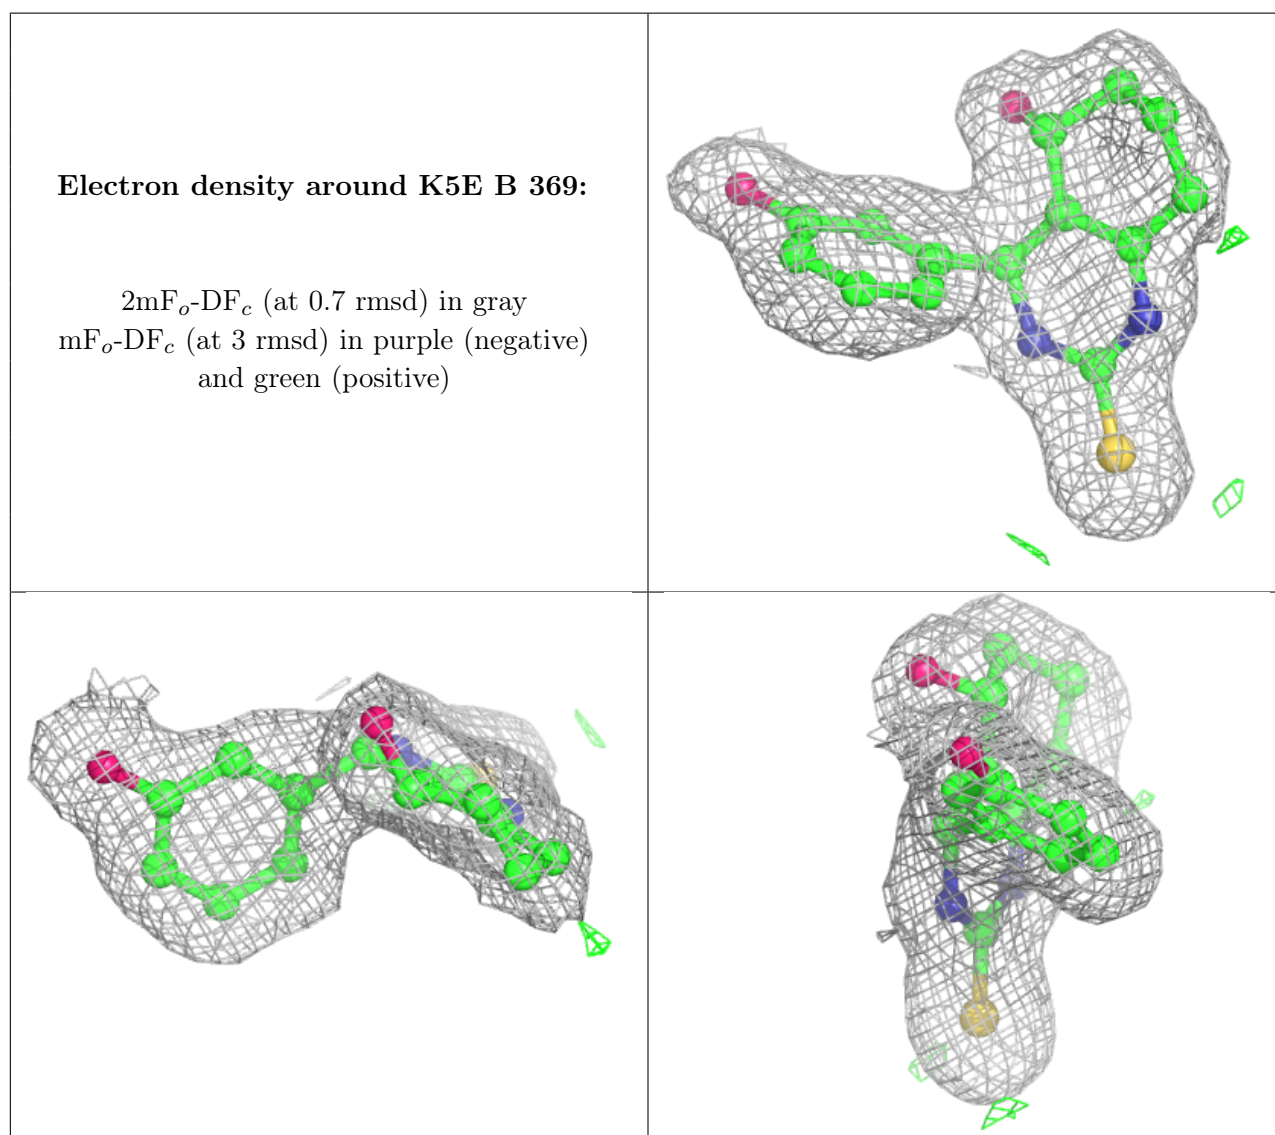 Electron density around K5E B 369:
2mFo-DFc (at 0.7 rmsd) in gray
mFo-DFc (at 3 rmsd) in purple (negative)
and green (positive)